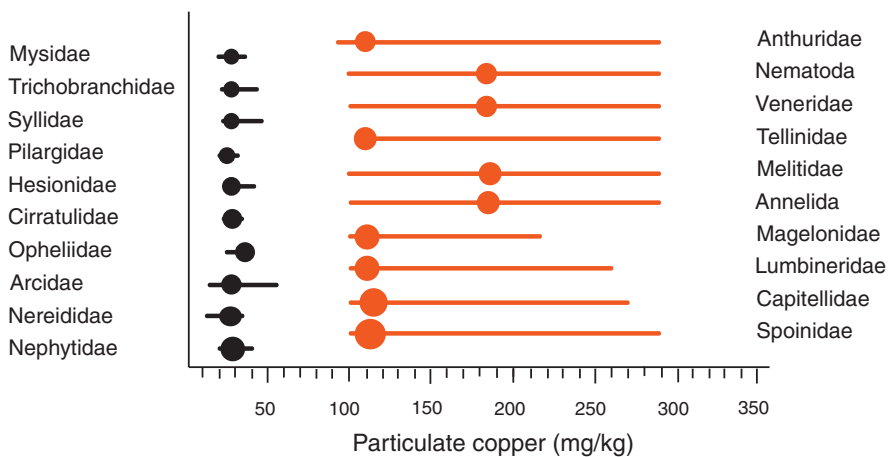 Mysidae
Trichobranchidae
Syllidae
Pilargidae
Hesionidae
Cirratulidae
Opheliidae
Arcidae
Nereididae
Nephytidae
Anthuridae
Nematoda
Veneridae
Tellinidae
Melitidae
Annelida
Magelonidae
Lumbineridae
Capitellidae
Spoinidae
50 100 150 200 250 300 350
Particulate copper (mg/kg)